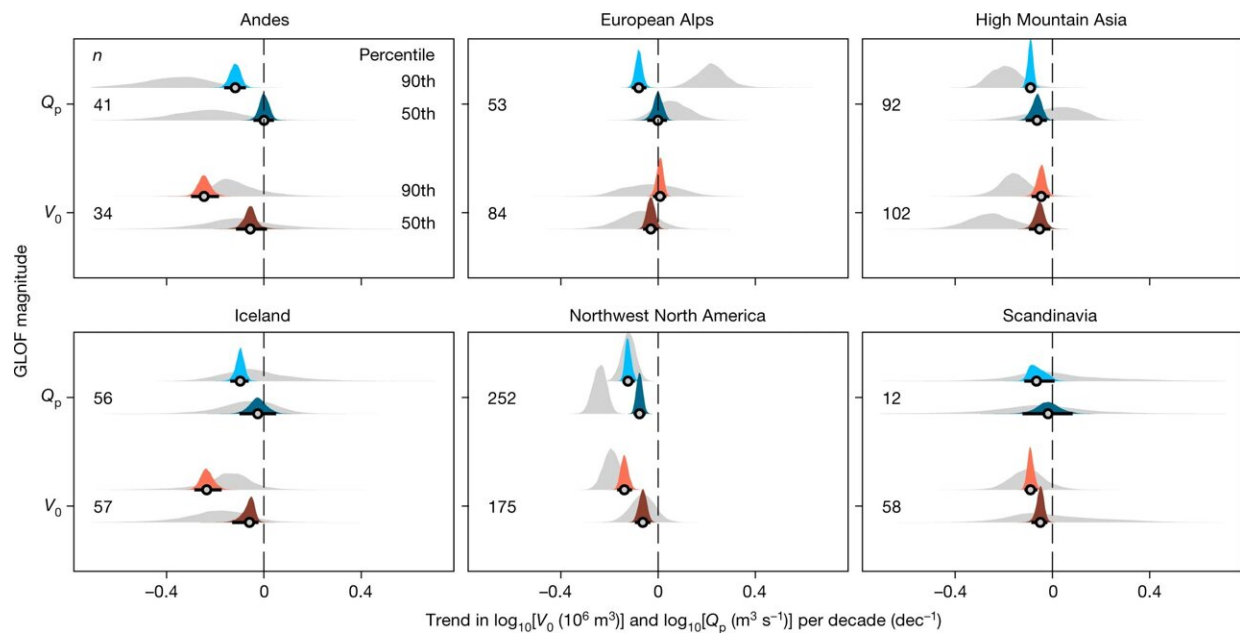 Andes
European Alps
High Mountain Asia
n
Percentile
90th
Qp
41
50th
53
92
90th
V0
34
50th
84
102
GLOF magnitude
Iceland
Northwest North America
Scandinavia
Qp
56
252
12
V0
57
175
58
−0.4 0 0.4
−0.4 0 0.4
−0.4 0 0.4
Trend in log10[V0 (10⁶ m³)] and log10[Qp (m³ s⁻¹)] per decade (dec⁻¹)